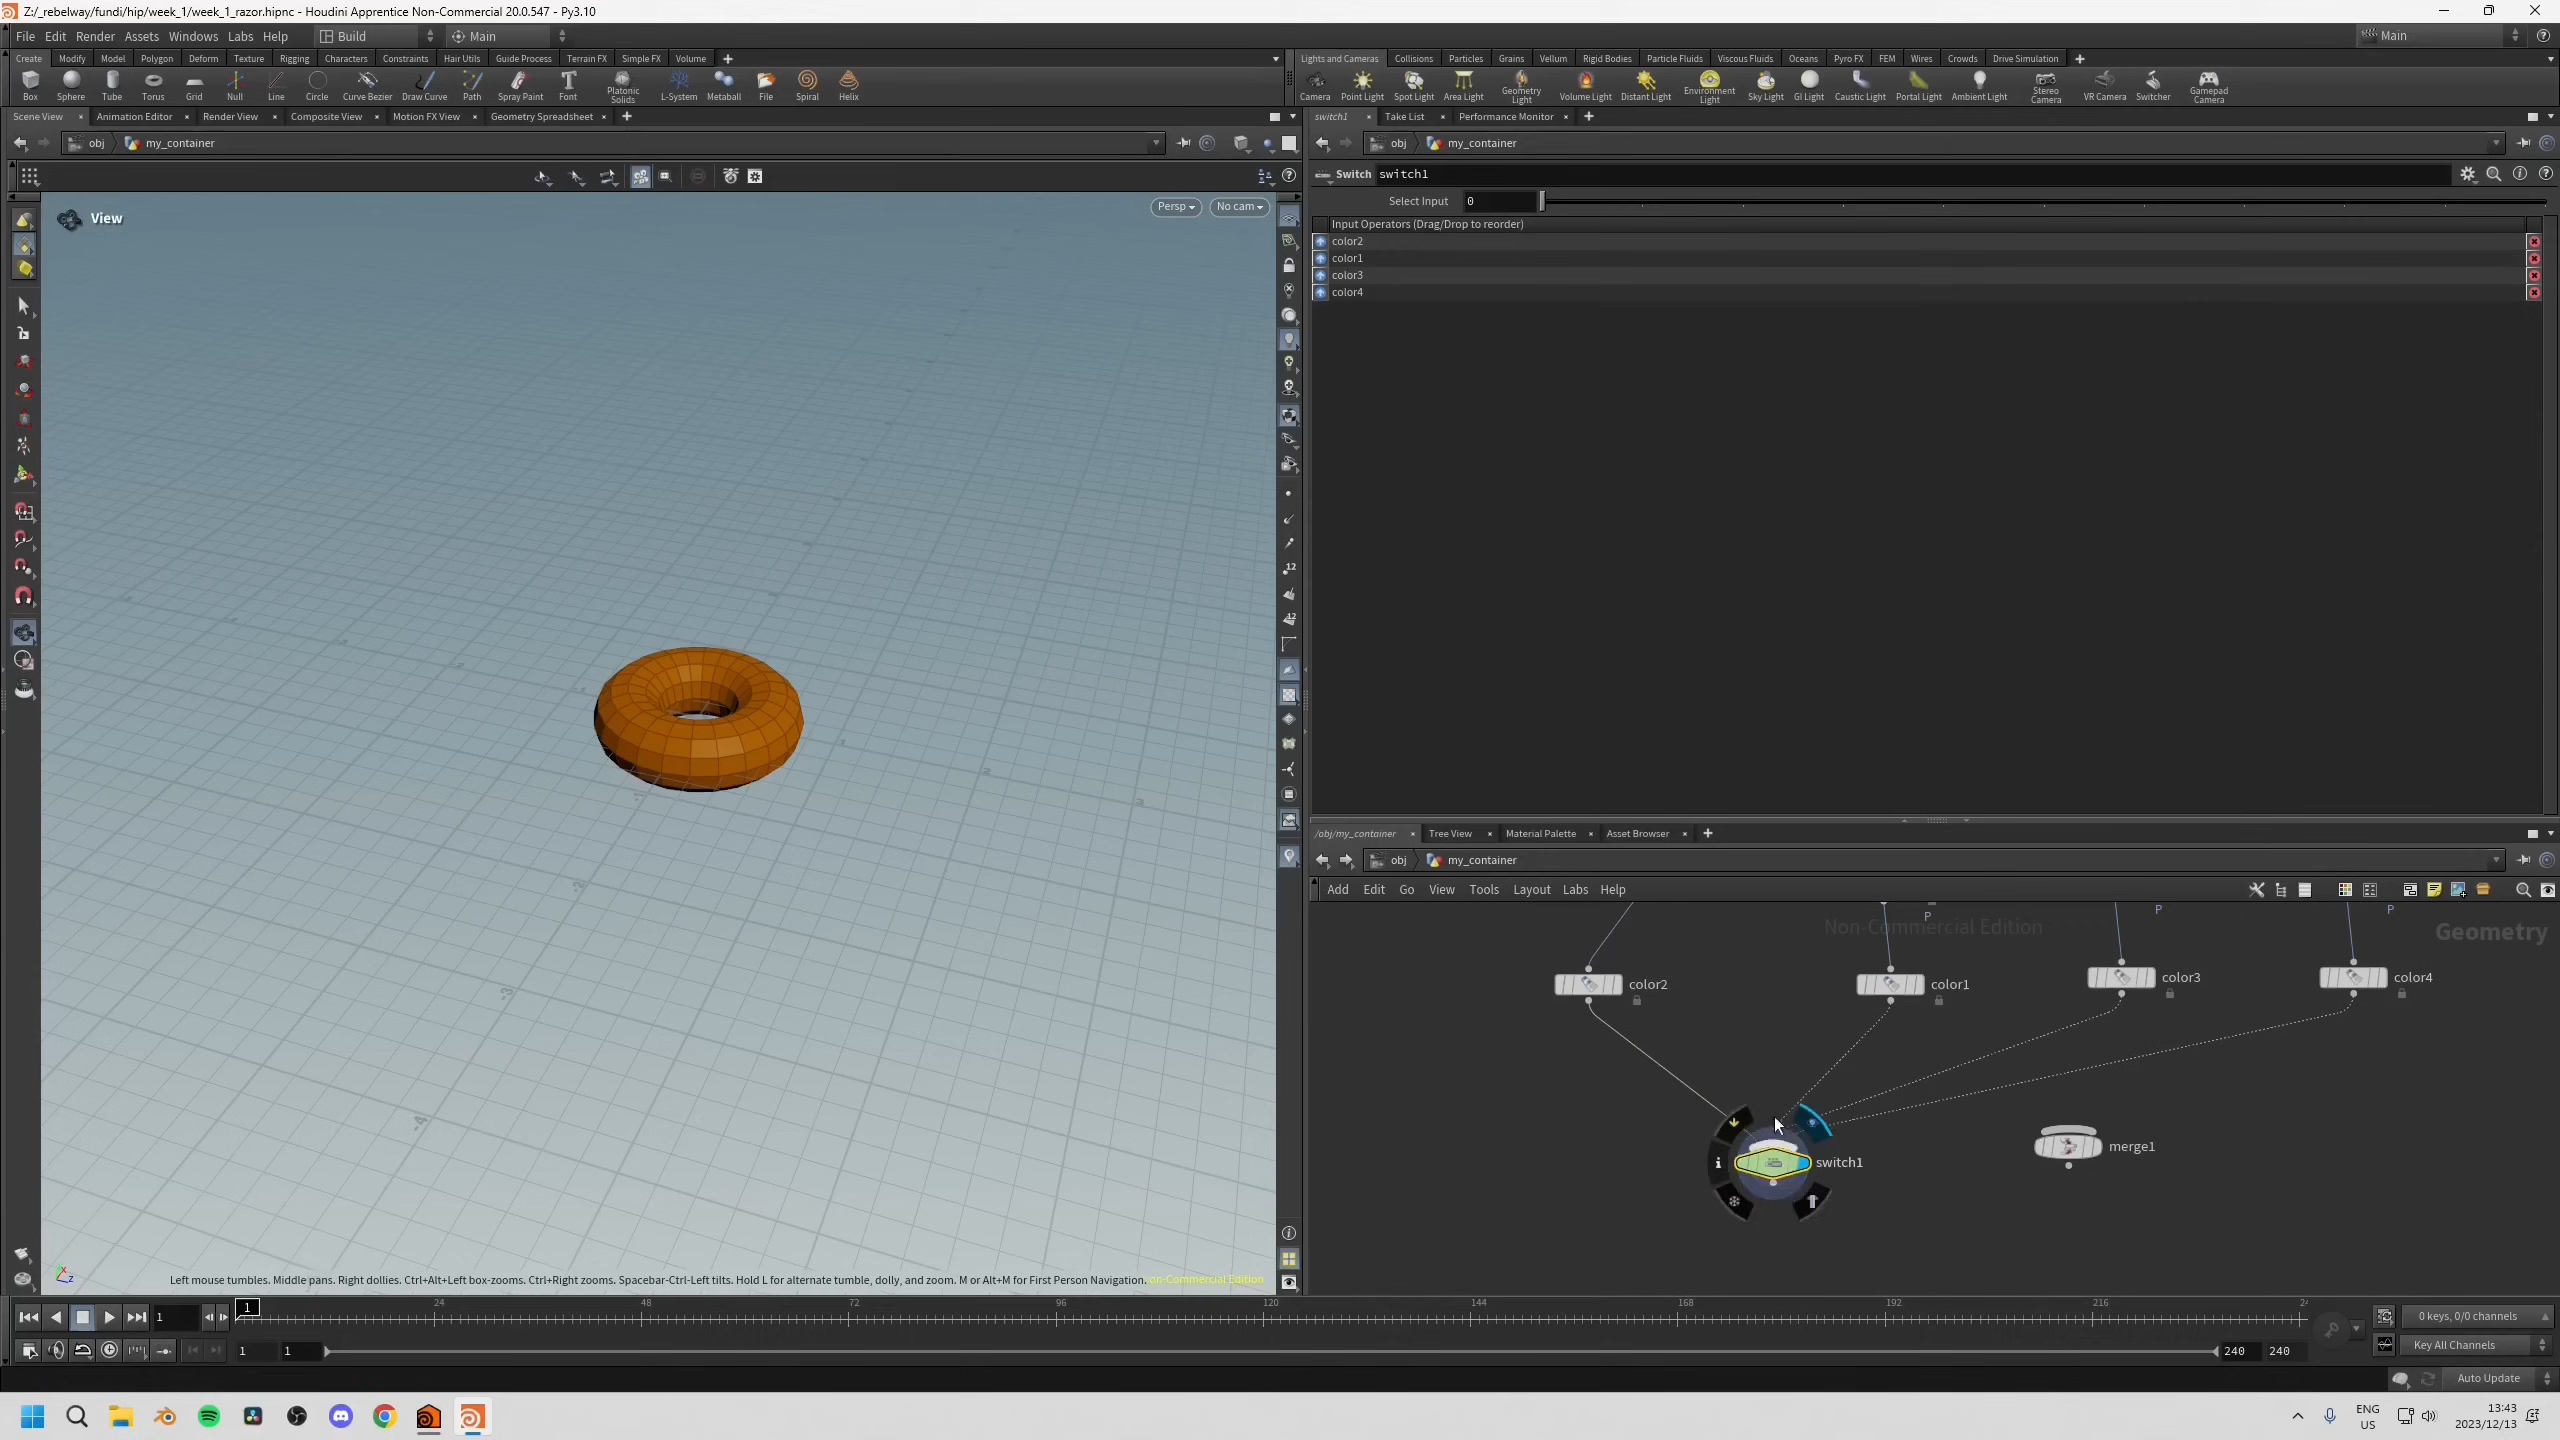 Z:/_rebelway/fundi/hip/week_1/week_1_razor.hipnc - Houdini Apprentice Non-Commercial 20.0.547 - Py3.10
File Edit Render Assets Windows Labs Help Build Main Main
Create Modify Model Polygon Deform Texture Rigging Characters Constraints Hair Utils Guide Process Terrain FX Simple FX Volume
Lights and Cameras Collisions Particles Grains Vellum Rigid Bodies Particle Fluids Viscous Fluids Oceans Pyro FX FEM Wires Crowds Drive Simulation
Box Sphere Tube Torus Grid Null Line Circle Curve Bezier Draw Curve Path Spray Paint Font Platonic Solids L-System Metaball File Spiral Helix
Camera Point Light Spot Light Area Light Geometry Light Volume Light Distant Light Environment Light Sky Light GI Light Caustic Light Portal Light Ambient Light Stereo Camera VR Camera Switcher Gamepad Camera
Scene View Animation Editor Render View Composite View Motion FX View Geometry Spreadsheet
switch1 Take List Performance Monitor
obj my_container
obj my_container
Switch switch1
View
Persp No cam
Select Input 0
Input Operators (Drag/Drop to reorder)
color2
color1
color3
color4
12
12
/obj/my_container Tree View Material Palette Asset Browser
obj my_container
Add Edit Go View Tools Layout Labs Help
P P P
Non-Commercial Edition
Geometry
color2 color1 color3 color4
merge1
switch1
Left mouse tumbles. Middle pans. Right dollies. Ctrl+Alt+Left box-zooms. Ctrl+Right zooms. Spacebar-Ctrl-Left tilts. Hold L for alternate tumble, dolly, and zoom. M or Alt+M for First Person Navigation.
on-Commercial Edition
1 1 24 48 72 96 120 144 168 192 216
0 keys, 0/0 channels
1 1 240 240
Key All Channels
Auto Update
ENG
US
13:43
2023/12/13